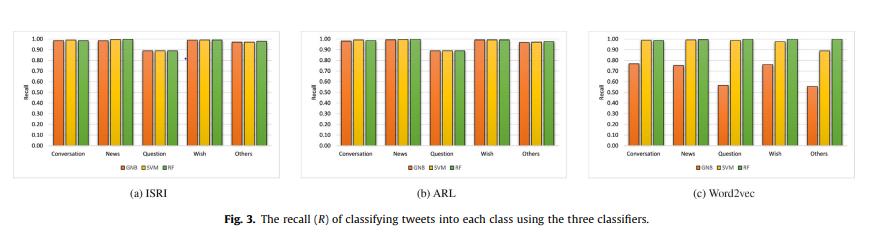 1.00
0.90
0.80
0.70
0.60
0.50
0.40
0.30
0.20
0.10
0.00
Recall
Conversation News Question Wish Others
GNB SVM RF
(a) ISRI
1.00
0.90
0.80
0.70
0.60
0.50
0.40
0.30
0.20
0.10
0.00
Recall
Conversation News Question Wish Others
GNB SVM RF
(b) ARL
1.00
0.90
0.80
0.70
0.60
0.50
0.40
0.30
0.20
0.10
0.00
Recall
Conversation News Question Wish Others
GNB SVM RF
(c) Word2vec
Fig. 3. The recall (R) of classifying tweets into each class using the three classifiers.